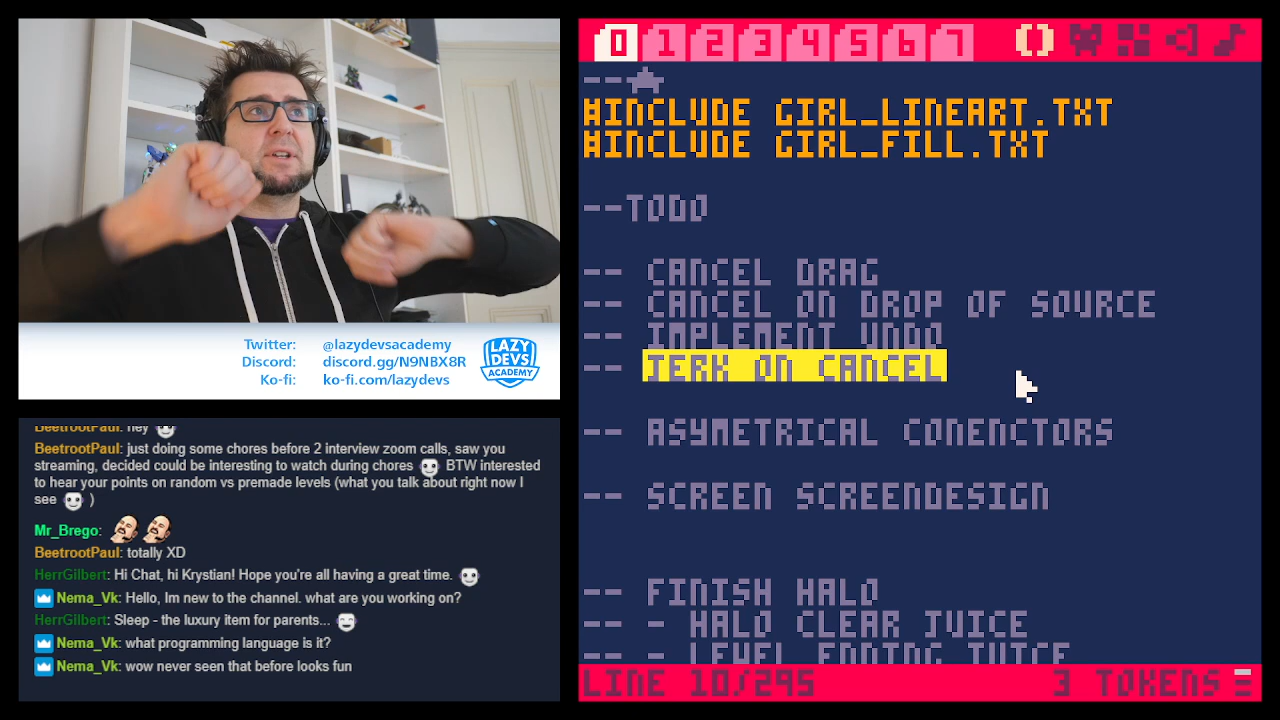 Twitter: @lazydevsacademy
Discord: discord.gg/N9NBX8R
Ko-fi: ko-fi.com/lazydevs
LAZY
DEVS
ACADEMY
BeetrootPaul: hey
BeetrootPaul: just doing some chores before 2 interview zoom calls, saw you
streaming, decided could be interesting to watch during chores BTW interested
to hear your points on random vs premade levels (what you talk about right now I
see )
Mr_Brego:
BeetrootPaul: totally XD
HerrGilbert: Hi Chat, hi Krystian! Hope you're all having a great time.
Nema_Vk: Hello, Im new to the channel. what are you working on?
HerrGilbert: Sleep - the luxury item for parents...
Nema_Vk: what programming language is it?
Nema_Vk: wow never seen that before looks fun
0 1 2 3 4 5 6 7
--
#INCLUDE GIRL_LINEART.TXT
#INCLUDE GIRL_FILL.TXT
--TODO
-- CANCEL DRAG
-- CANCEL ON DROP OF SOURCE
-- IMPLEMENT UNDO
-- JERK ON CANCEL
-- ASYMETRICAL CONENCTORS
-- SCREEN SCREENDESIGN
-- FINISH HALO
-- - HALO CLEAR JUICE
-- - LEVEL ENDING JUICE
LINE 10/295 3 TOKENS